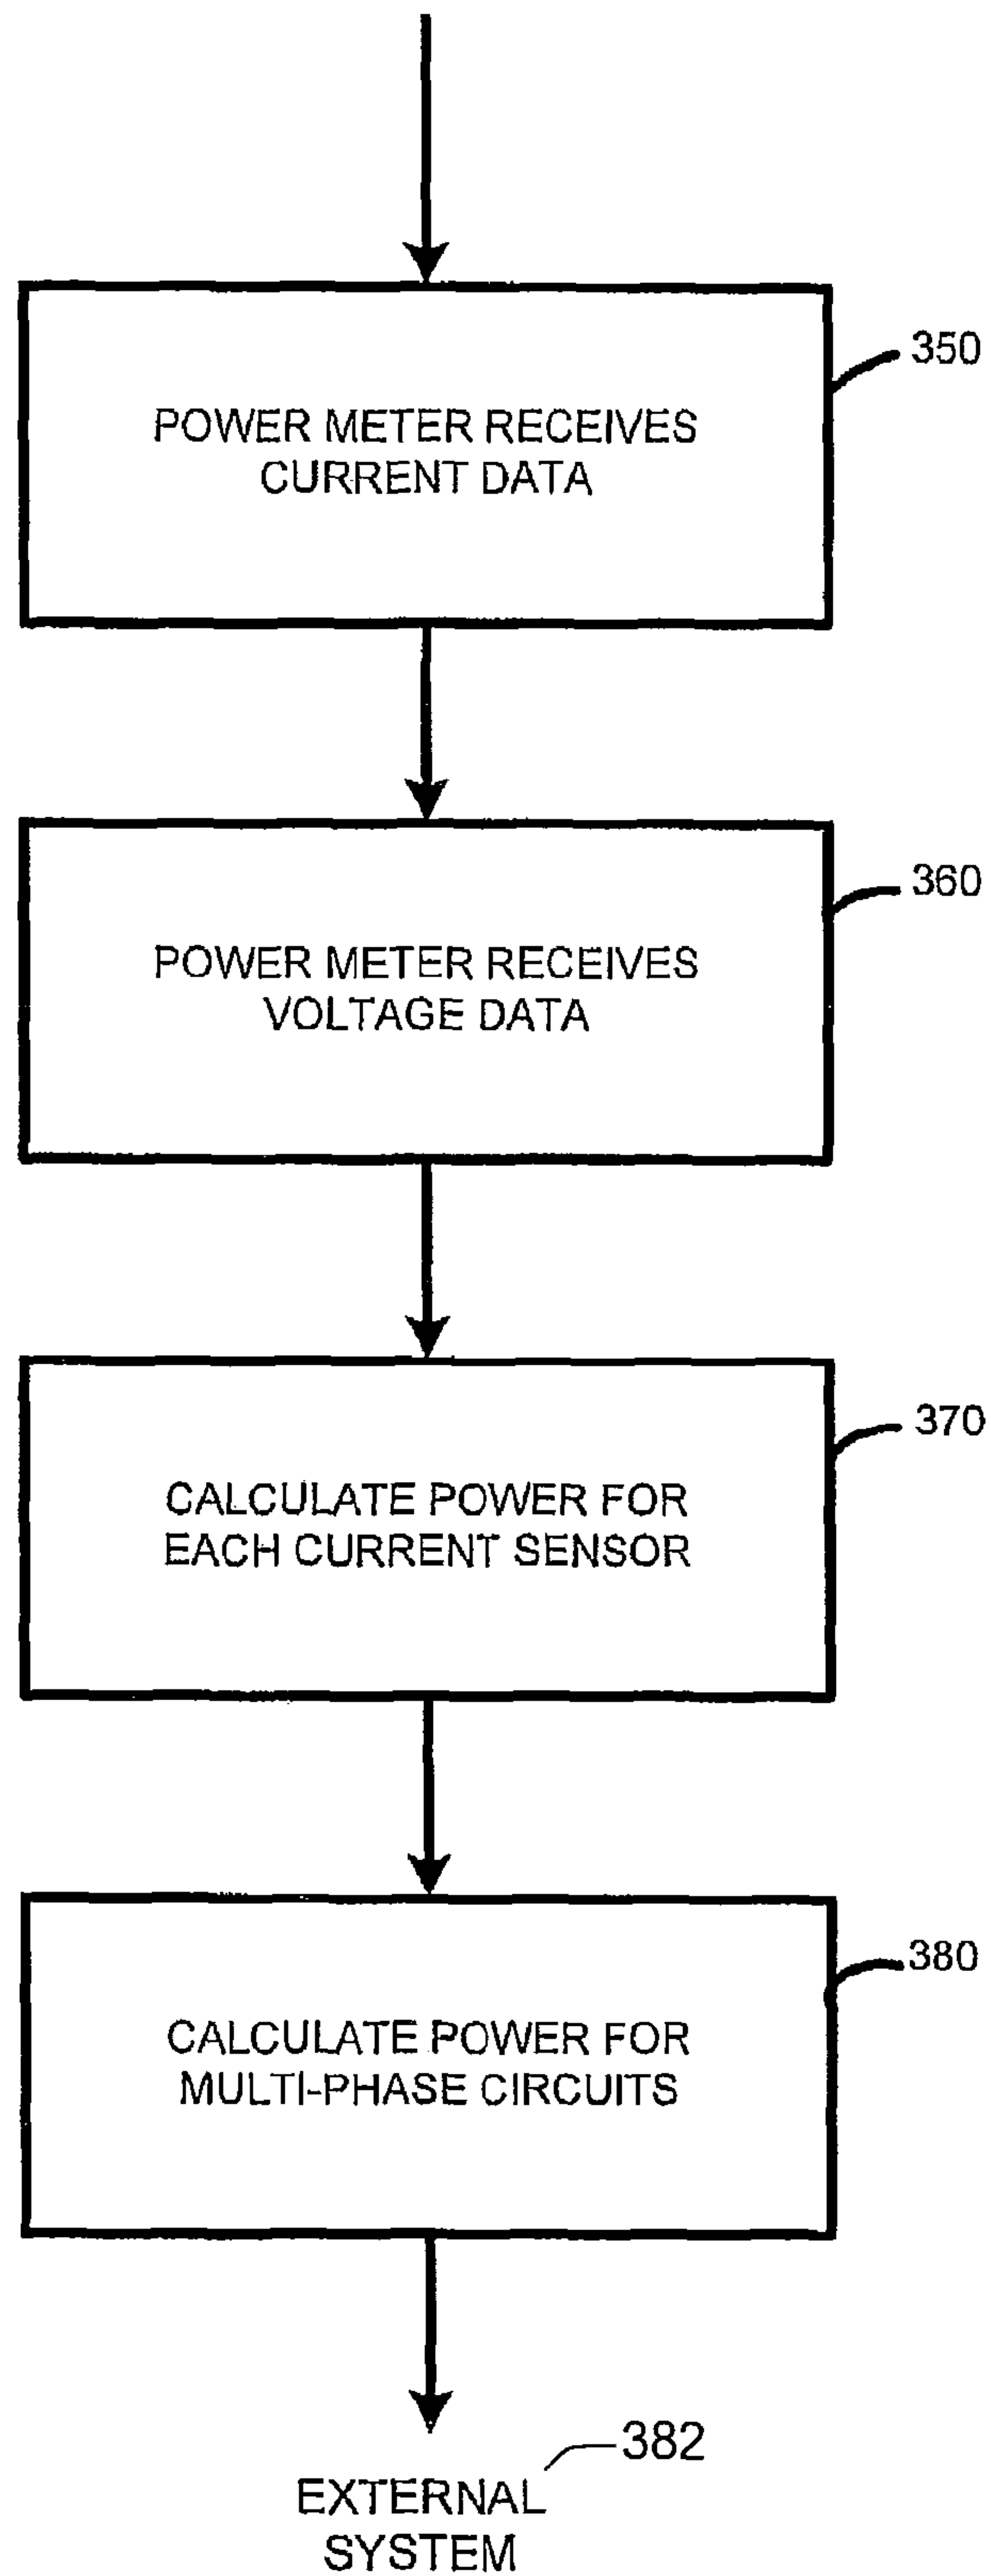 350
POWER METER RECEIVES
CURRENT DATA
360
POWER METER RECEIVES
VOLTAGE DATA
370
CALCULATE POWER FOR
EACH CURRENT SENSOR
380
CALCULATE POWER FOR
MULTI-PHASE CIRCUITS
382
EXTERNAL
SYSTEM